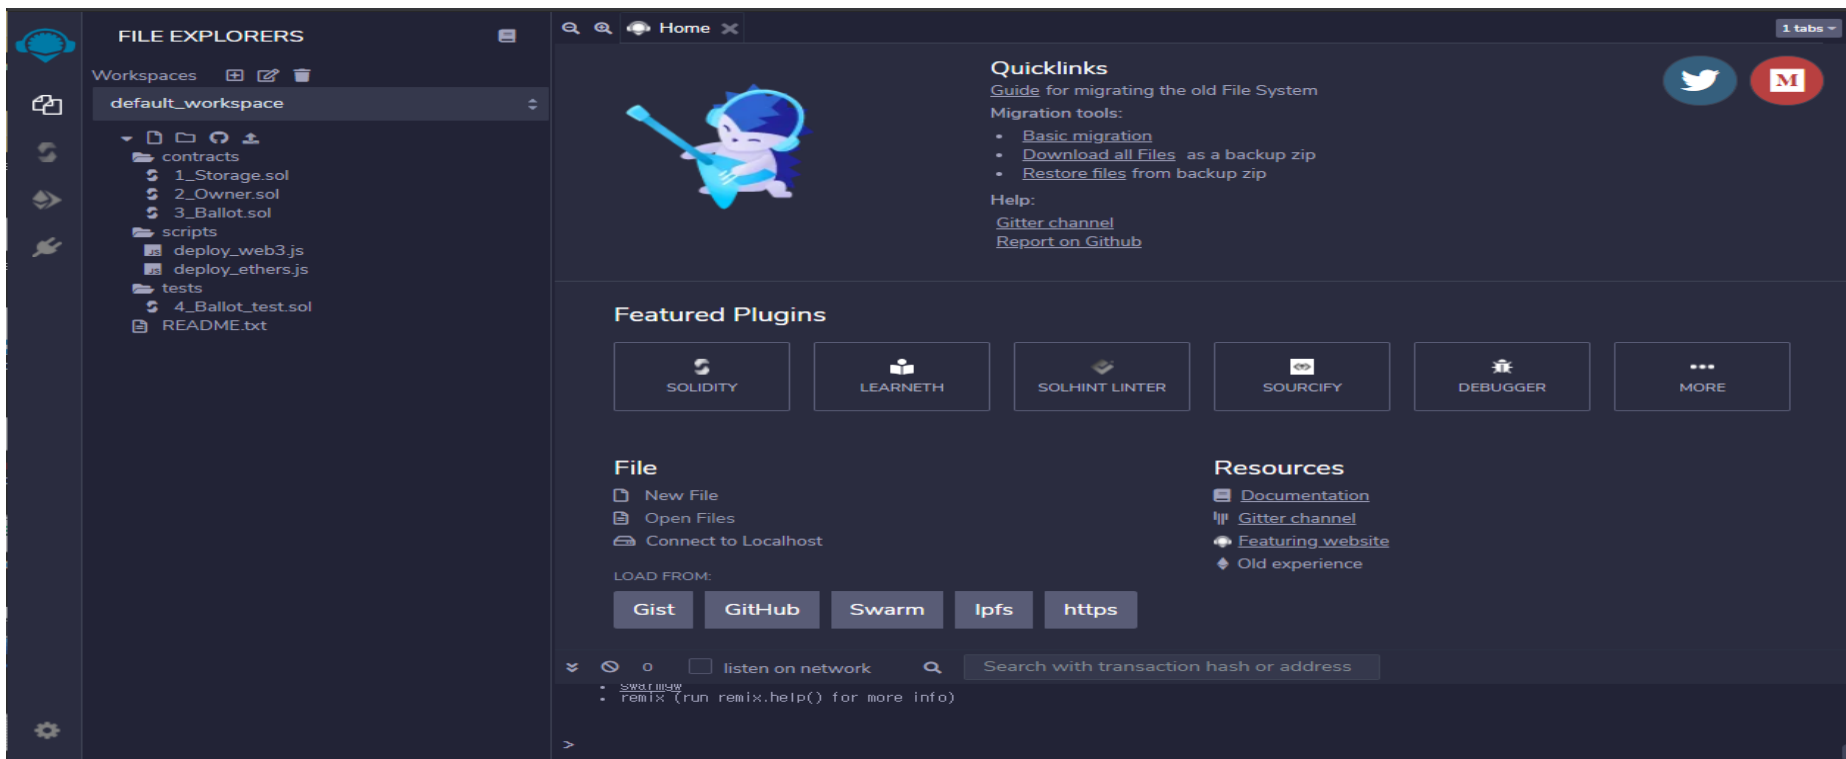 FILE EXPLORERS
Workspaces
default_workspace
contracts
1_Storage.sol
2_Owner.sol
3_Ballot.sol
scripts
JS deploy_web3.js
JS deploy_ethers.js
tests
4_Ballot_test.sol
README.txt
Home
1 tabs
Quicklinks
Guide for migrating the old File System
Migration tools:
• Basic migration
• Download all Files as a backup zip
• Restore files from backup zip
Help:
Gitter channel
Report on Github
M
Featured Plugins
SOLIDITY
LEARNETH
SOLHINT LINTER
SOURCIFY
DEBUGGER
MORE
File
New File
Open Files
Connect to Localhost
LOAD FROM:
Gist
GitHub
Swarm
Ipfs
https
Resources
Documentation
Gitter channel
Featuring website
Old experience
0
listen on network
Search with transaction hash or address
• swarmgw
• remix (run remix.help() for more info)
>